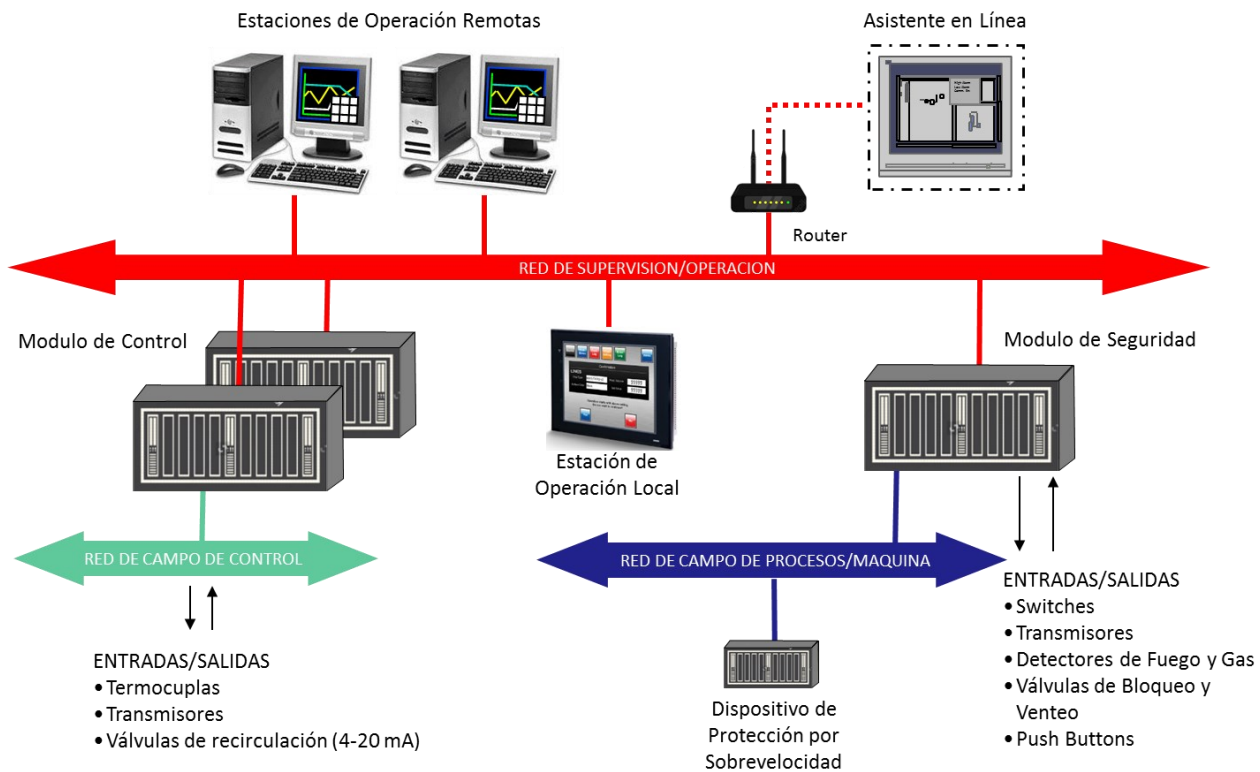 Estaciones de Operación Remotas
Asistente en Línea
Router
RED DE SUPERVISION/OPERACION
Modulo de Control
Modulo de Seguridad
Estación de
Operación Local
RED DE CAMPO DE CONTROL
RED DE CAMPO DE PROCESOS/MAQUINA
ENTRADAS/SALIDAS
•Termocuplas
•Transmisores
•Válvulas de recirculación (4-20 mA)
Dispositivo de
Protección por
Sobrevelocidad
ENTRADAS/SALIDAS
•Switches
•Transmisores
•Detectores de Fuego y Gas
•Válvulas de Bloqueo y
Venteo
•Push Buttons